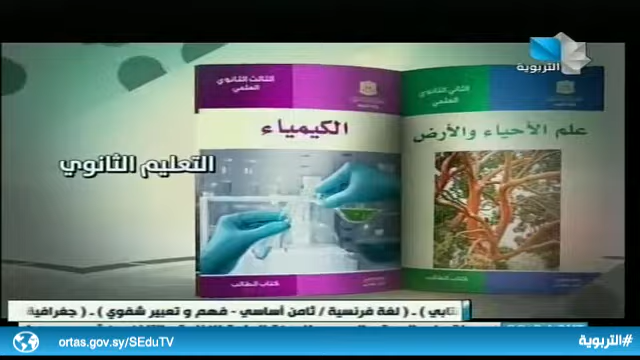 التربوية
الثالث الثانوي
العلمي
الكيمياء
كتاب الطالب
الثاني الثانوي
العلمي
علم الأحياء والأرض
كتاب الطالب
التعليم الثانوي
تابي ) ـ ( لغة فرنسية / ثامن أساسي - فهم و تعبير شفوي ) ـ ( جغرافية
ortas.gov.sy/SEduTV
#التربوية